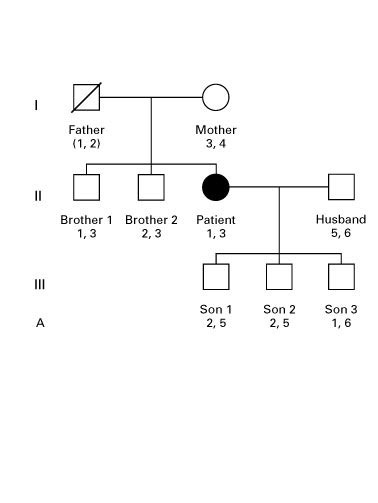 I
Father
(1, 2)
Mother
3, 4
II
Brother 1
1, 3
Brother 2
2, 3
Patient
1, 3
Husband
5, 6
III
Son 1
2, 5
Son 2
2, 5
Son 3
1, 6
A